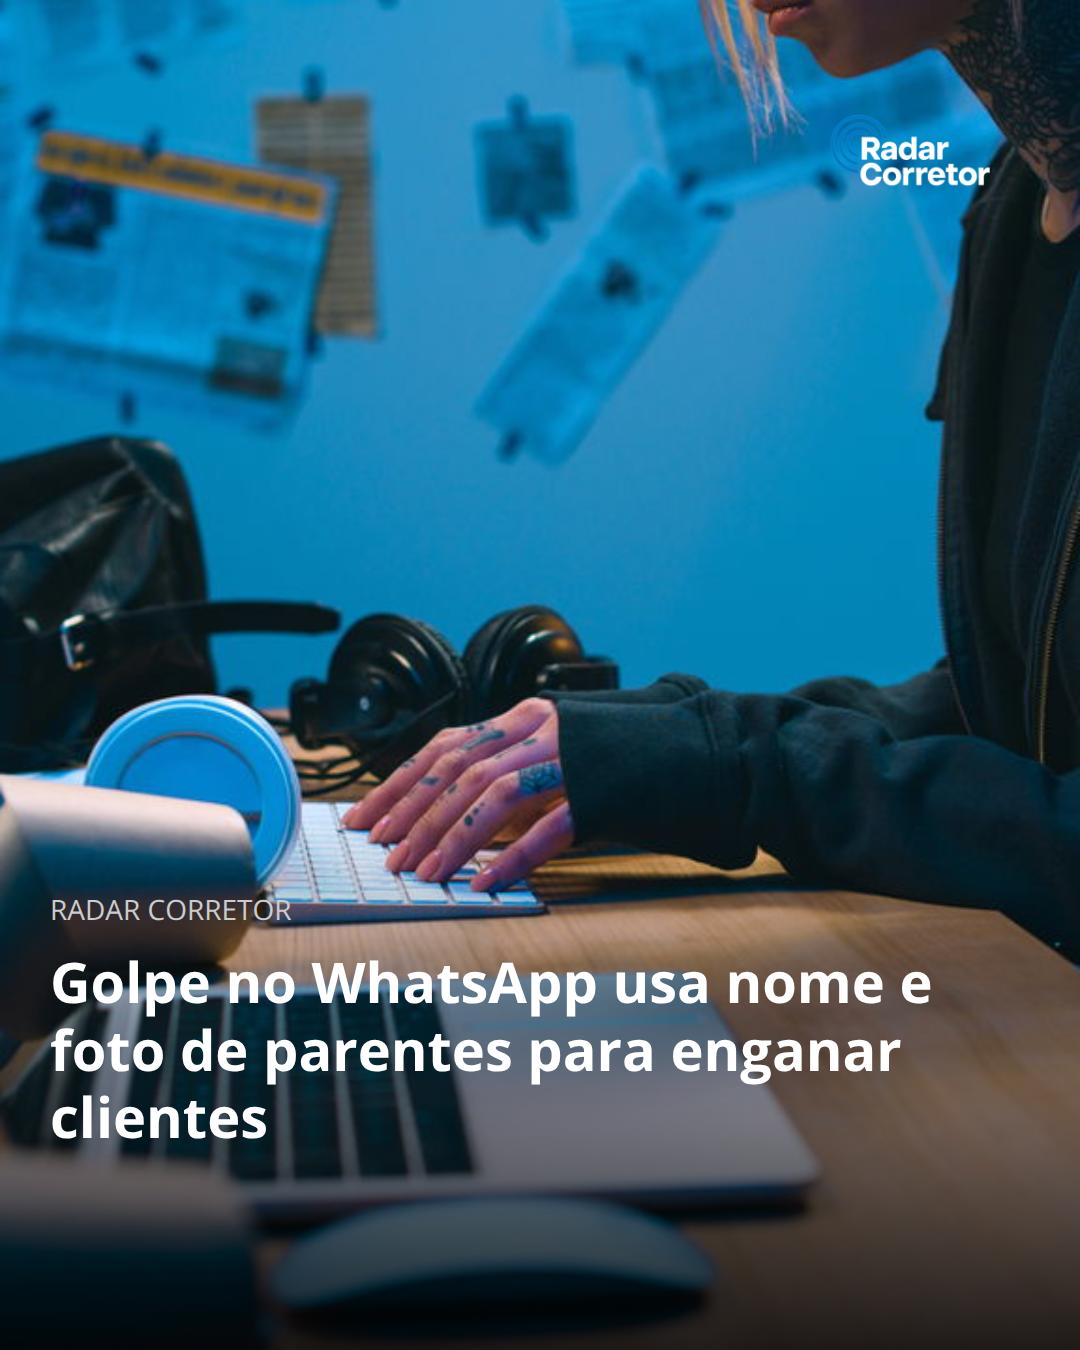 Radar
Corretor
RADAR CORRETOR
Golpe no WhatsApp usa nome e
foto de parentes para enganar
clientes